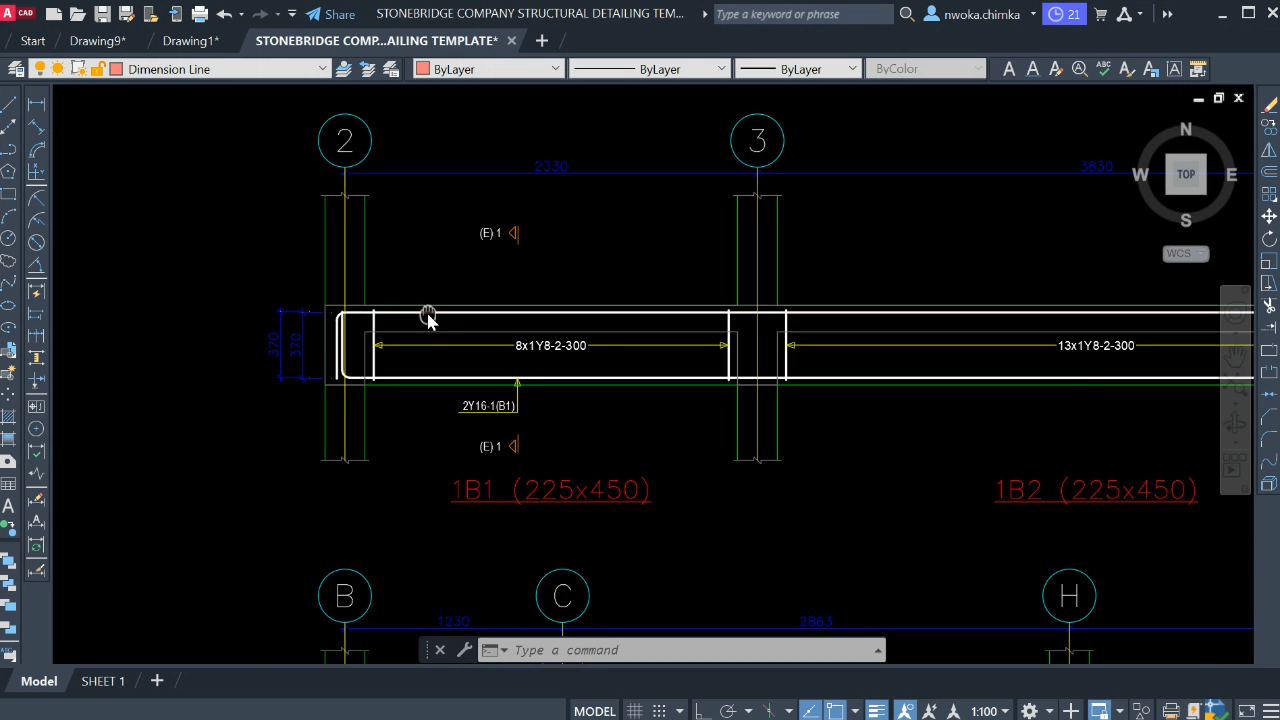 CAD
Share
STONEBRIDGE COMPANY STRUCTURAL DETAILING TEM...
Type a keyword or phrase
nwoka.chimka
21
Start
Drawing9*
Drawing1*
STONEBRIDGE COMP...AILING TEMPLATE*
Dimension Line
ByLayer
ByLayer
ByLayer
ByColor
2
3
2330
3830
N
W
TOP
E
S
WCS
(E) 1
370
370
8x1Y8-2-300
13x1Y8-2-300
2Y16-1(B1)
(E) 1
1B1 (225x450)
1B2 (225x450)
B
C
H
1230
2863
Type a command
Model
SHEET 1
MODEL
1:100